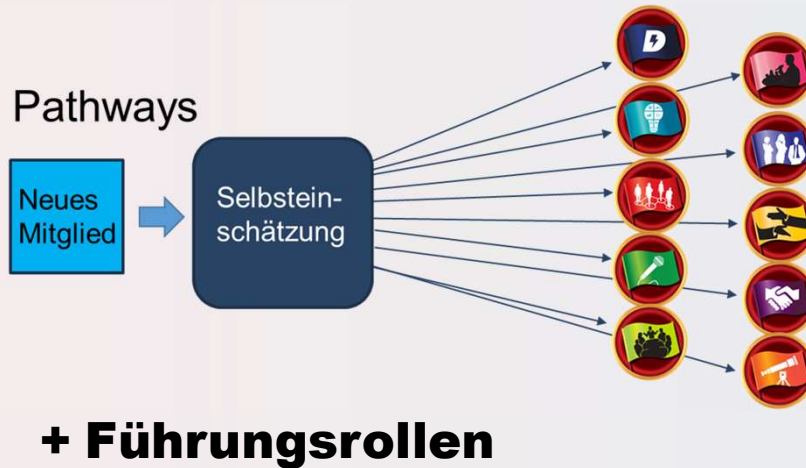 Pathways
Neues
Mitglied
Selbstein-
schätzung
D
+ Führungsrollen